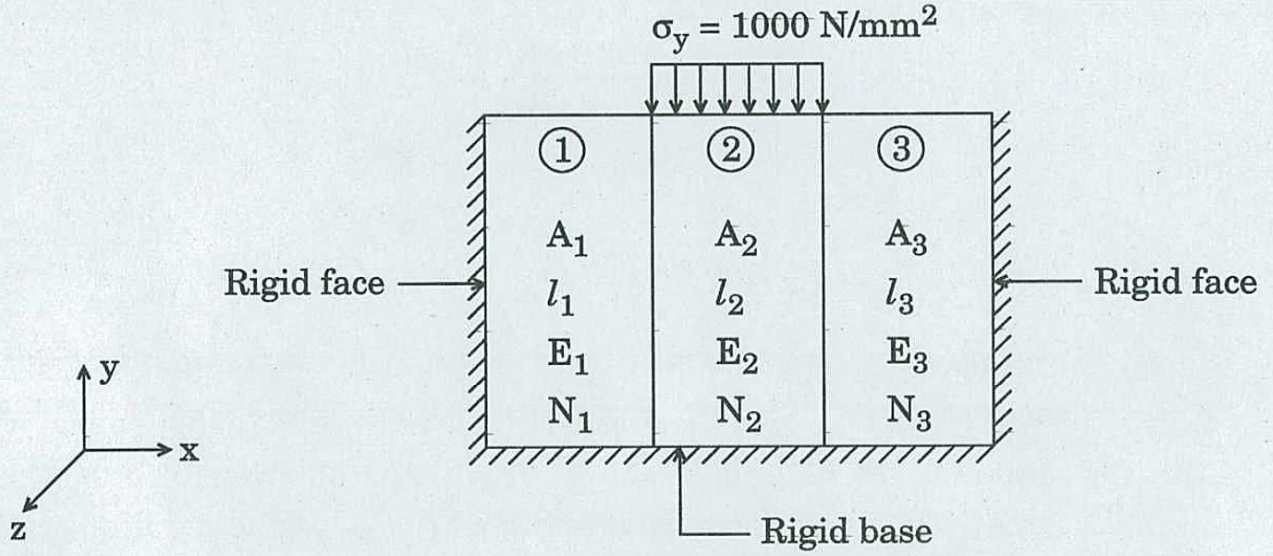 σy = 1000 N/mm²
① ② ③
A₁ A₂ A₃
Rigid face l₁ l₂ l₃ Rigid face
E₁ E₂ E₃
N₁ N₂ N₃
y
x
z
Rigid base